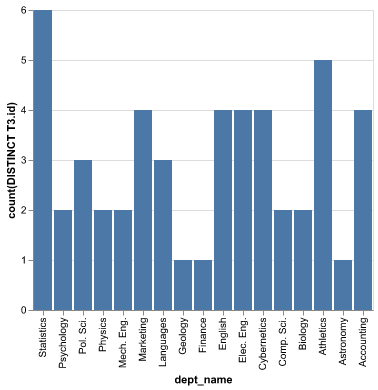 count(DISTINCT T3.id)
6
5
4
3
2
1
0
Statistics
Psychology
Pol. Sci.
Physics
Mech. Eng.
Marketing
Languages
Geology
Finance
English
Elec. Eng.
Cybernetics
Comp. Sci.
Biology
Athletics
Astronomy
Accounting
dept_name